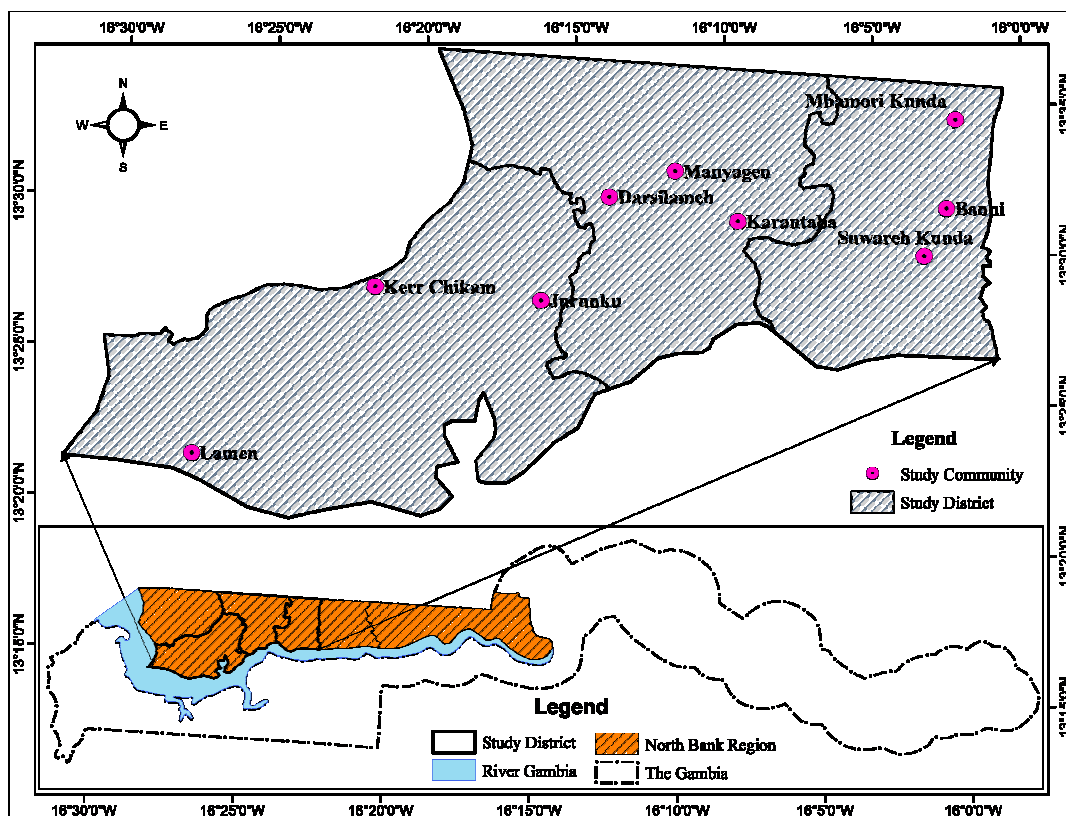 16°30'0"W 16°25'0"W 16°20'0"W 16°15'0"W 16°10'0"W 16°5'0"W 16°0'0"W
N
W E
S
Mbamori Kunda
Manyagen
Darsilameh
Banni
Karantaba
Suwareh Kunda
Kerr Chikam
Jurunku
Lamen
13°30'0"N
13°25'0"N
13°20'0"N
13°15'0"N
Legend
Study Community
Study District
Legend
Study District
North Bank Region
River Gambia
The Gambia
16°30'0"W 16°25'0"W 16°20'0"W 16°15'0"W 16°10'0"W 16°5'0"W 16°0'0"W